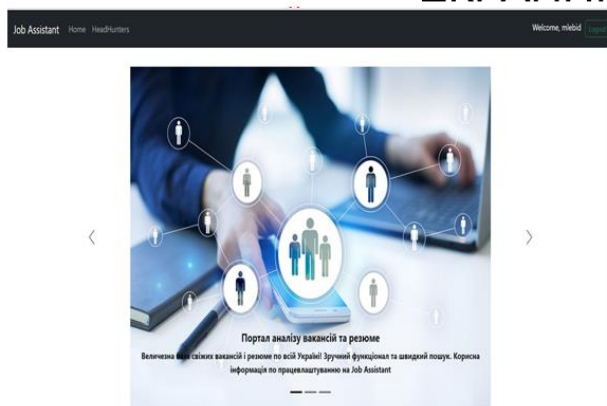 Job Assistant Home HeadHunters Welcome, mlebid Logout
Портал аналізу вакансій та резюме
Величезна база свіжих вакансій і резюме по всій Україні! Зручний функціонал та швидкий пошук. Корисна
інформація по працевлаштуванню на Job Assistant